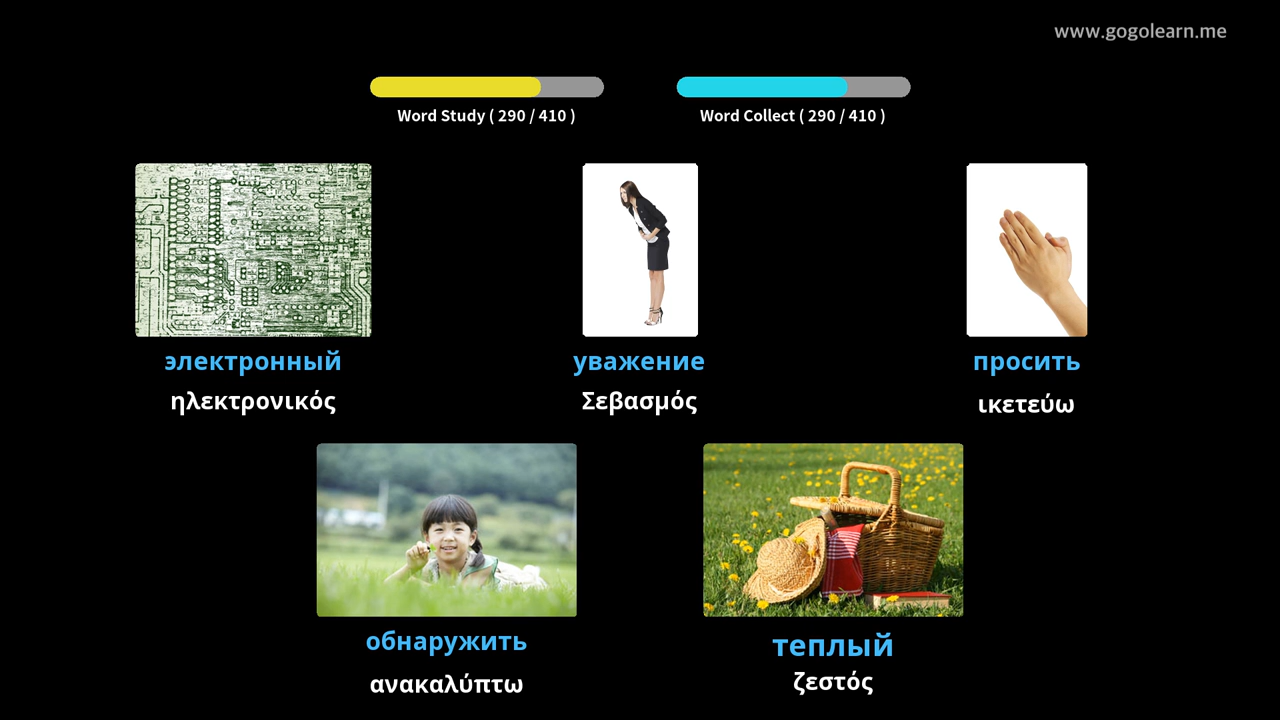 www.gogolearn.me
Word Study ( 290 / 410 )
Word Collect ( 290 / 410 )
электронный
уважение
просить
ηλεκτρονικός
Σεβασμός
ικετεύω
обнаружить
теплый
ανακαλύπτω
ζεστός